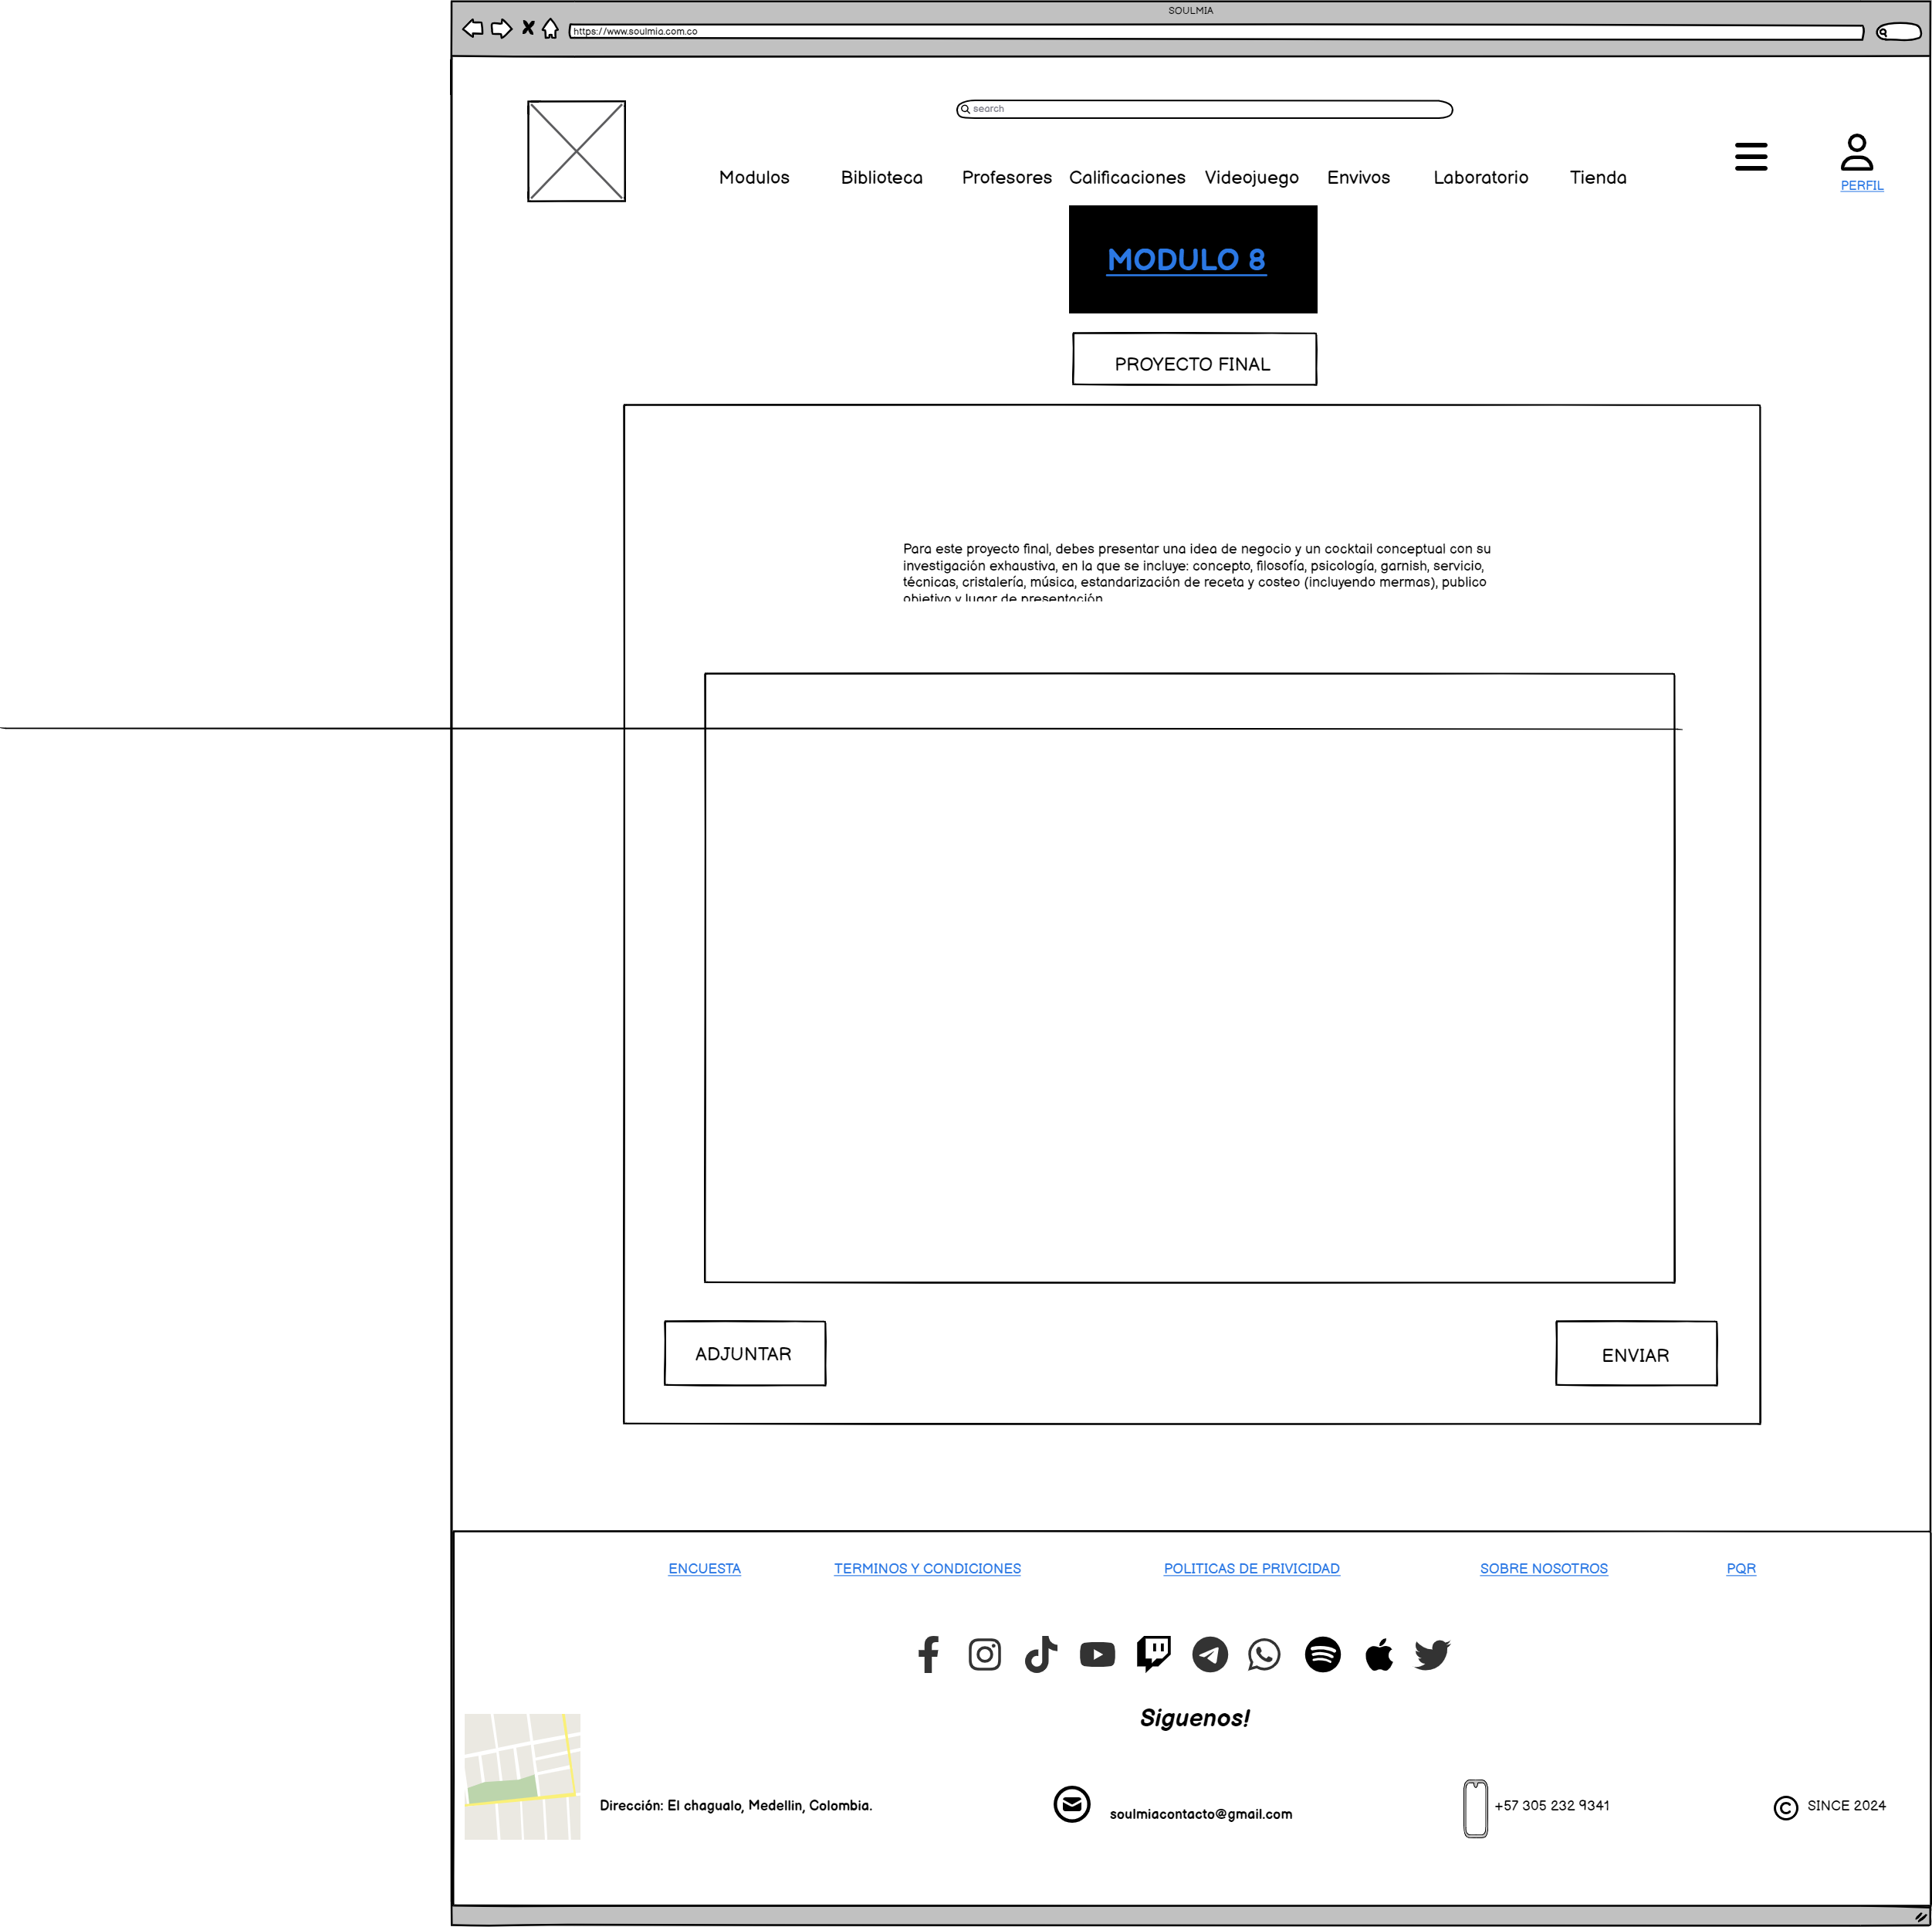 SOULMIA
https://www.soulmia.com.co
search
Modulos Biblioteca Profesores Calificaciones Videojuego Envivos Laboratorio Tienda
PERFIL
MODULO 8
PROYECTO FINAL
Para este proyecto final, debes presentar una idea de negocio y un cocktail conceptual con su
investigación exhaustiva, en la que se incluye: concepto, filosofía, psicología, garnish, servicio,
técnicas, cristalería, música, estandarización de receta y costeo (incluyendo mermas), publico
objetivo y lugar de presentación
ADJUNTAR
ENVIAR
ENCUESTA TERMINOS Y CONDICIONES POLITICAS DE PRIVICIDAD SOBRE NOSOTROS PQR
Siguenos!
Dirección: El chagualo, Medellin, Colombia.
soulmiacontacto@gmail.com
+57 305 232 9341
© SINCE 2024